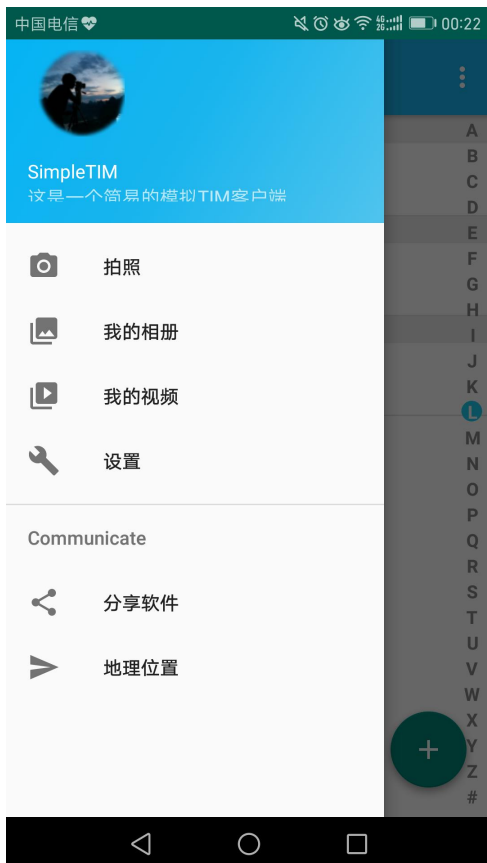 中国电信
4G
2G
00:22
SimpleTIM
这是一个简易的模拟TIM客户端
拍照
我的相册
我的视频
设置
Communicate
分享软件
地理位置
A
B
C
D
E
F
G
H
I
J
K
L
M
N
O
P
Q
R
S
T
U
V
W
X
Y
Z
#
+